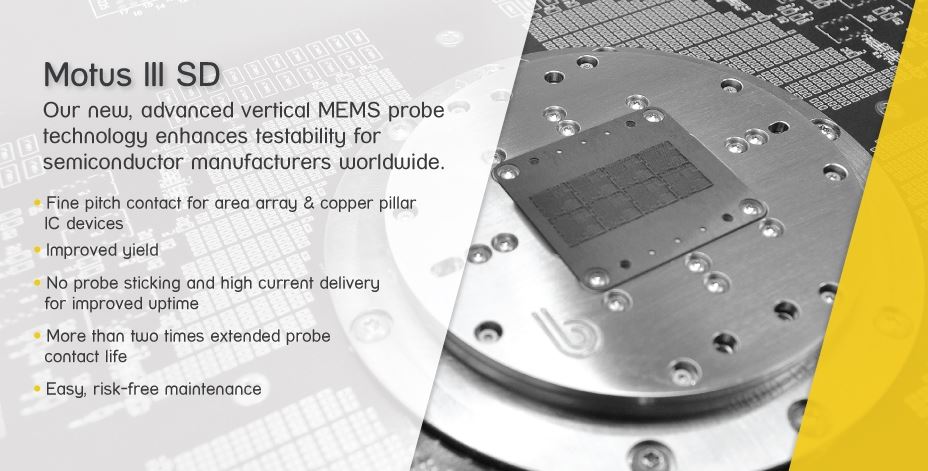 Motus III SD
Our new, advanced vertical MEMS probe
technology enhances testability for
semiconductor manufacturers worldwide.
• Fine pitch contact for area array & copper pillar
IC devices
• Improved yield
• No probe sticking and high current delivery
for improved uptime
• More than two times extended probe
contact life
• Easy, risk-free maintenance